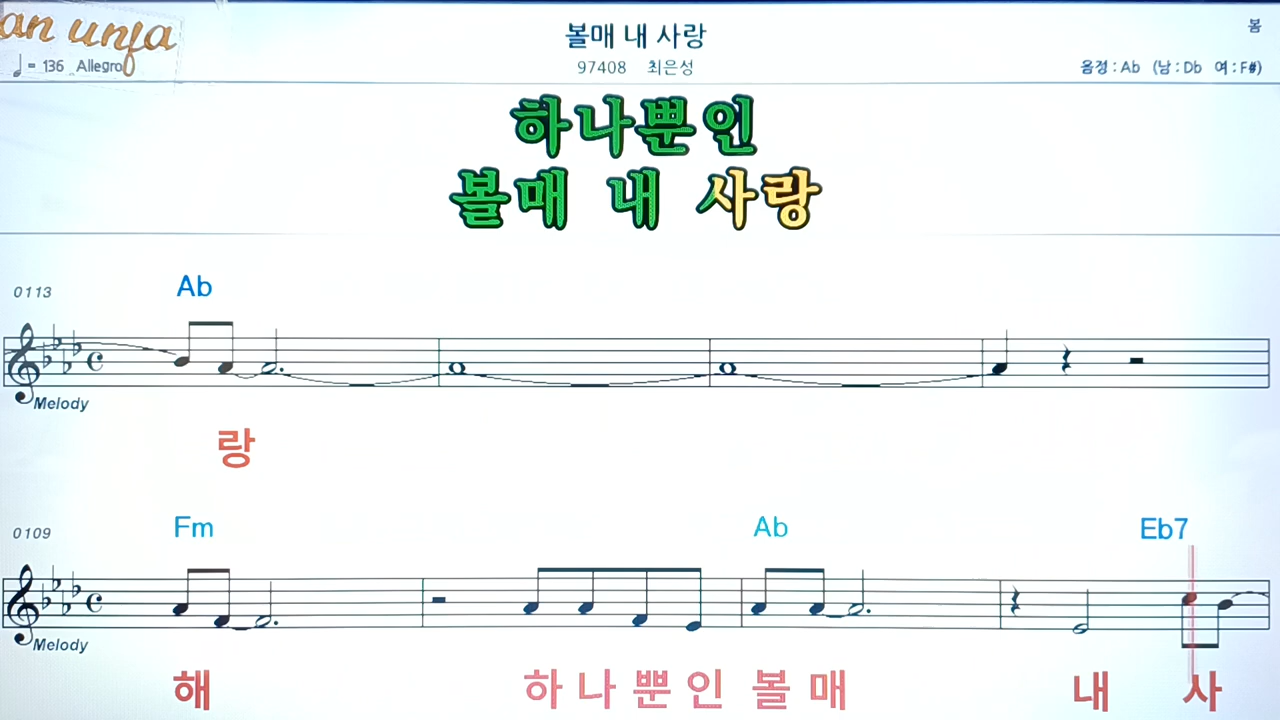 an unja
봄
볼매 내 사랑
♩= 136 Allegro
97408 최은성
음정 : Ab (남 : Db 여 : F#)
하나뿐인
볼매 내 사랑
0113
Ab
Melody
랑
0109
Fm Ab Eb7
Melody
해 하 나 뿐 인 볼 매 내 사